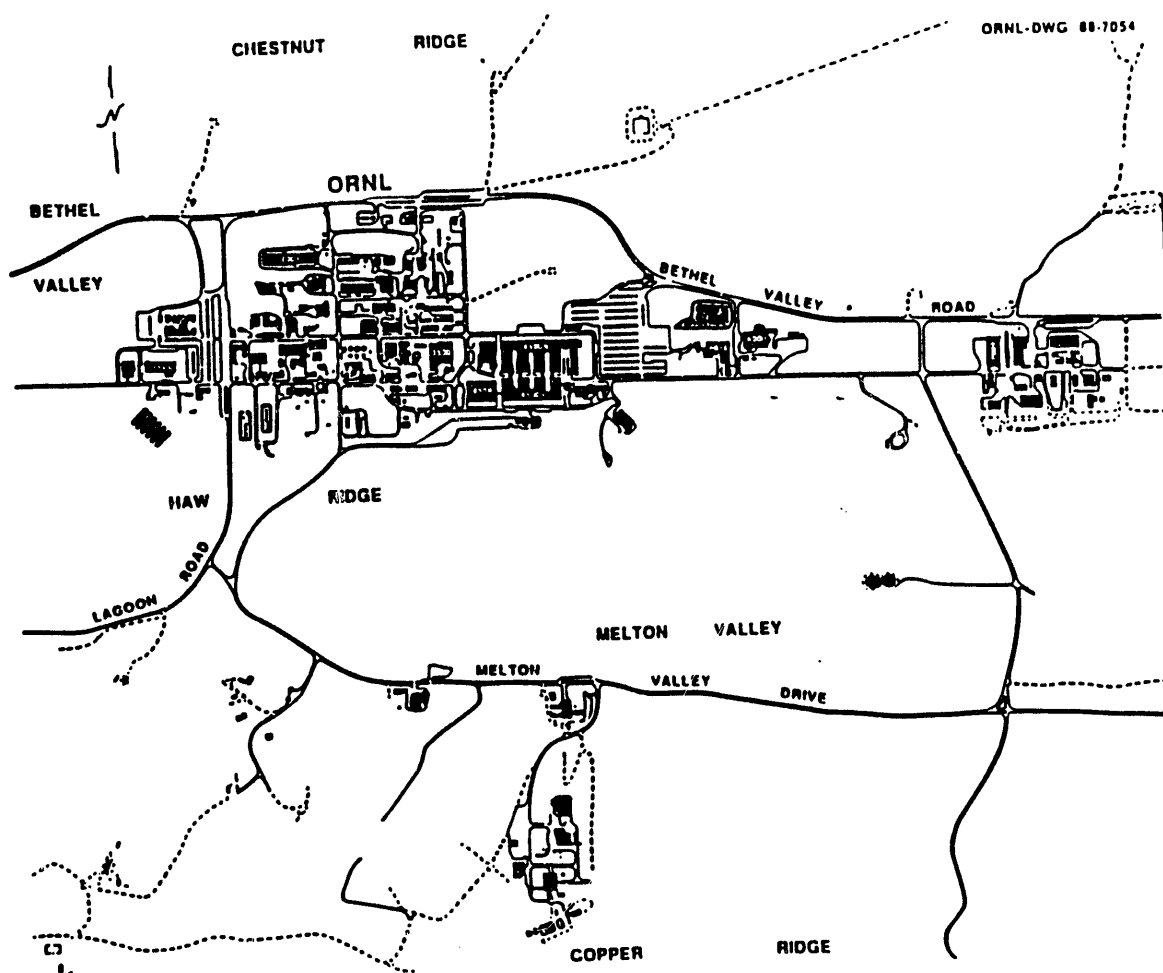 ORNL-DWG 88-7054
CHESTNUT RIDGE
N
ORNL
BETHEL
VALLEY
BETHEL VALLEY ROAD
HAW RIDGE
LAGOON ROAD
MELTON VALLEY
MELTON VALLEY DRIVE
COPPER RIDGE